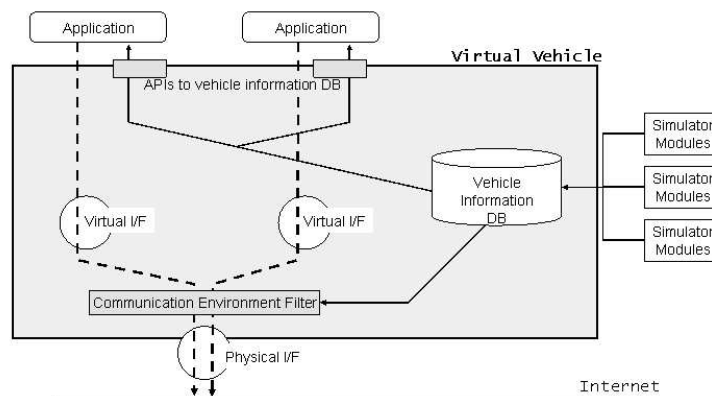 Application
Application
Virtual Vehicle
APIs to vehicle information DB
Simulator
Modules
Vehicle
Information
DB
Simulator
Modules
Virtual I/F
Virtual I/F
Simulator
Modules
Communication Environment Filter
Physical I/F
Internet